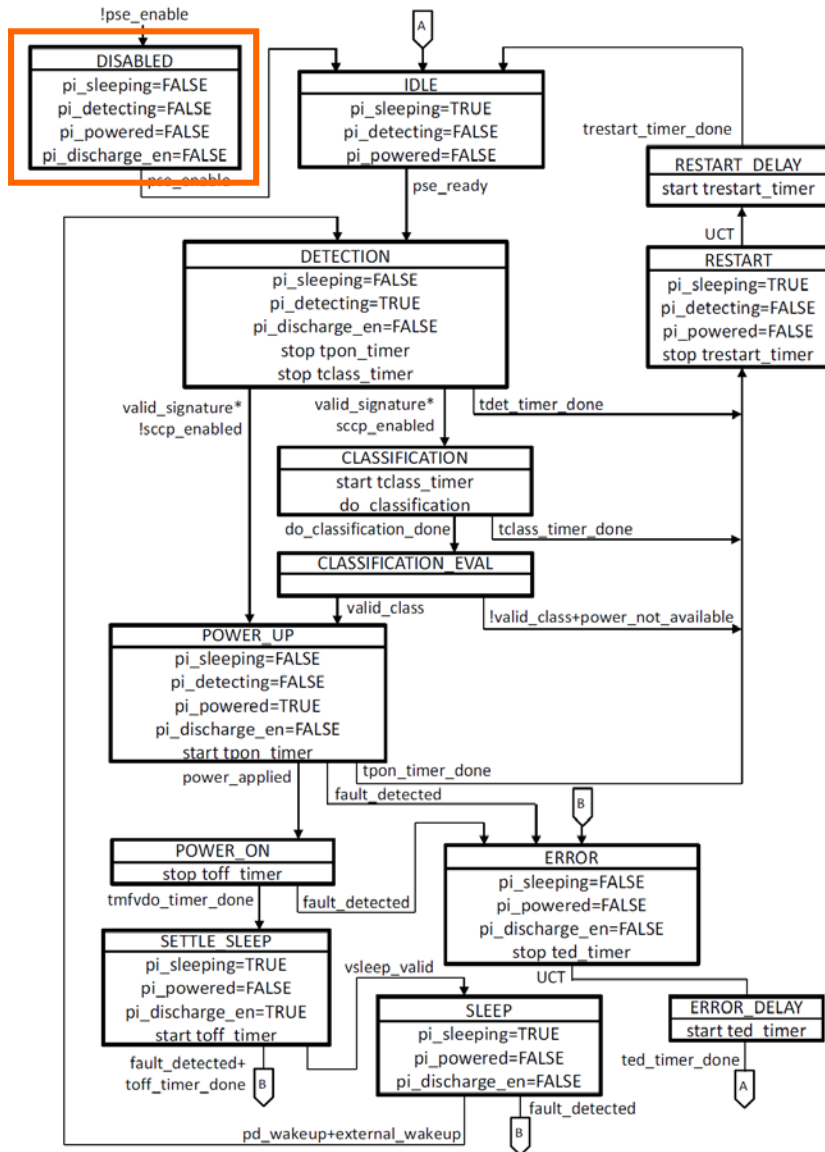 !pse_enable
A
DISABLED
pi_sleeping=FALSE
pi_detecting=FALSE
pi_powered=FALSE
pi_discharge_en=FALSE
pse_enable
IDLE
pi_sleeping=TRUE
pi_detecting=FALSE
pi_powered=FALSE
pse_ready
trestart_timer_done
RESTART_DELAY
start trestart_timer
UCT
RESTART
pi_sleeping=TRUE
pi_detecting=FALSE
pi_powered=FALSE
stop trestart_timer
DETECTION
pi_sleeping=FALSE
pi_detecting=TRUE
pi_discharge_en=FALSE
stop tpon_timer
stop tclass_timer
valid_signature*
!sccp_enabled
valid_signature*
sccp_enabled
tdet_timer_done
CLASSIFICATION
start tclass_timer
do_classification
do_classification_done
tclass_timer_done
CLASSIFICATION_EVAL
valid_class
!valid_class+power_not_available
POWER_UP
pi_sleeping=FALSE
pi_detecting=FALSE
pi_powered=TRUE
pi_discharge_en=FALSE
start tpon_timer
power_applied
tpon_timer_done
fault_detected
B
POWER_ON
stop toff_timer
tmfvdo_timer_done
fault_detected
ERROR
pi_sleeping=FALSE
pi_powered=FALSE
pi_discharge_en=FALSE
stop ted_timer
UCT
SETTLE_SLEEP
pi_sleeping=TRUE
pi_powered=FALSE
pi_discharge_en=TRUE
start toff_timer
vsleep_valid
fault_detected+
toff_timer_done
B
SLEEP
pi_sleeping=TRUE
pi_powered=FALSE
pi_discharge_en=FALSE
ERROR_DELAY
start ted_timer
ted_timer_done
A
fault_detected
B
pd_wakeup+external_wakeup